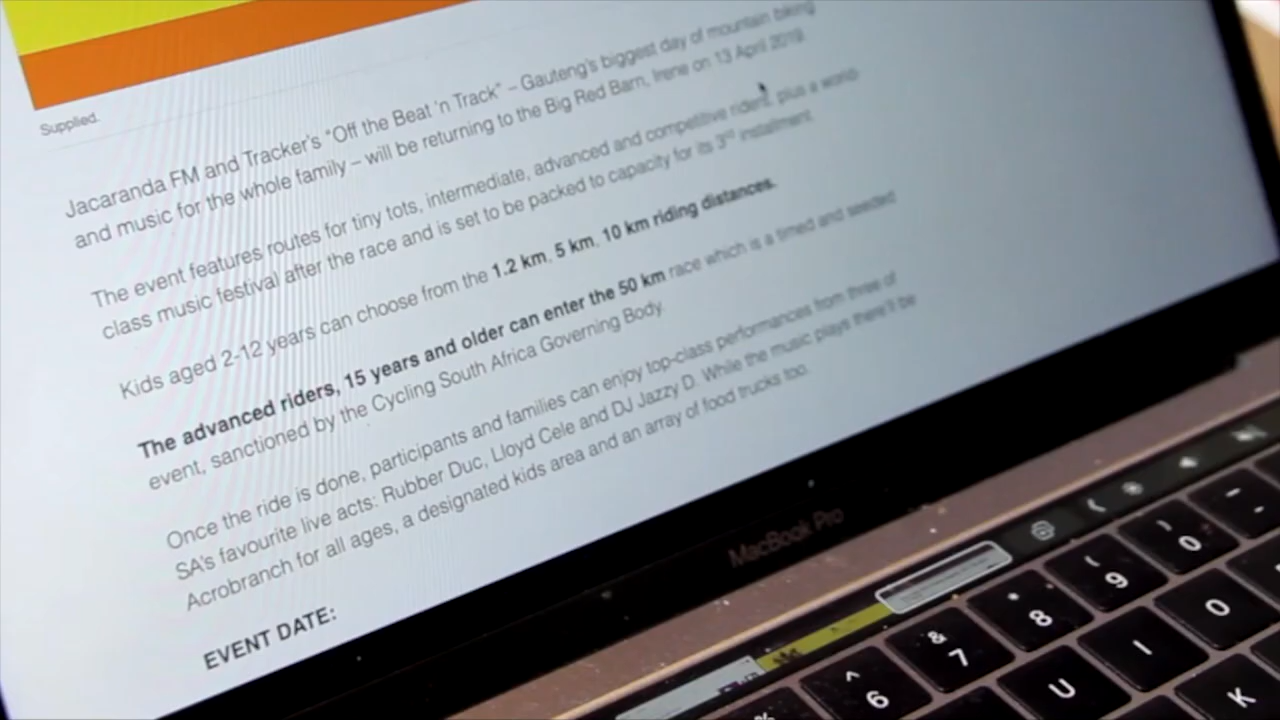 Supplied.
Jacaranda FM and Tracker's "Off the Beat 'n Track" – Gauteng's biggest day of mountain biking
and music for the whole family – will be returning to the Big Red Barn, Irene on 13 April 2019.
The event features routes for tiny tots, intermediate, advanced and competitive riders, plus a world-
class music festival after the race and is set to be packed to capacity for its 3rd installment.
Kids aged 2-12 years can choose from the 1.2 km, 5 km, 10 km riding distances.
The advanced riders, 15 years and older can enter the 50 km race which is a timed and seeded
event, sanctioned by the Cycling South Africa Governing Body.
Once the ride is done, participants and families can enjoy top-class performances from three of
SA's favourite live acts: Rubber Duc, Lloyd Cele and DJ Jazzy D. While the music plays there'll be
Acrobranch for all ages, a designated kids area and an array of food trucks too.
EVENT DATE:
MacBook Pro
% ^ 6 & 7 * 8 ( 9 ) 0 -
U I O
K